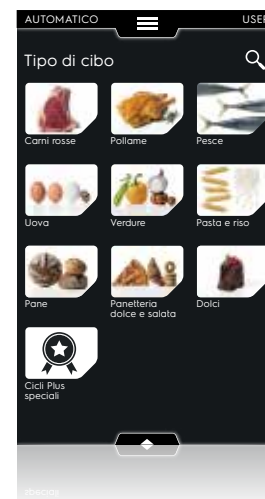 AUTOMATICO USER
Tipo di cibo
Carni rosse Pollame Pesce
Uova Verdure Pasta e riso
Pane Panetteria dolce e salata Dolci
Cicli Plus
speciali